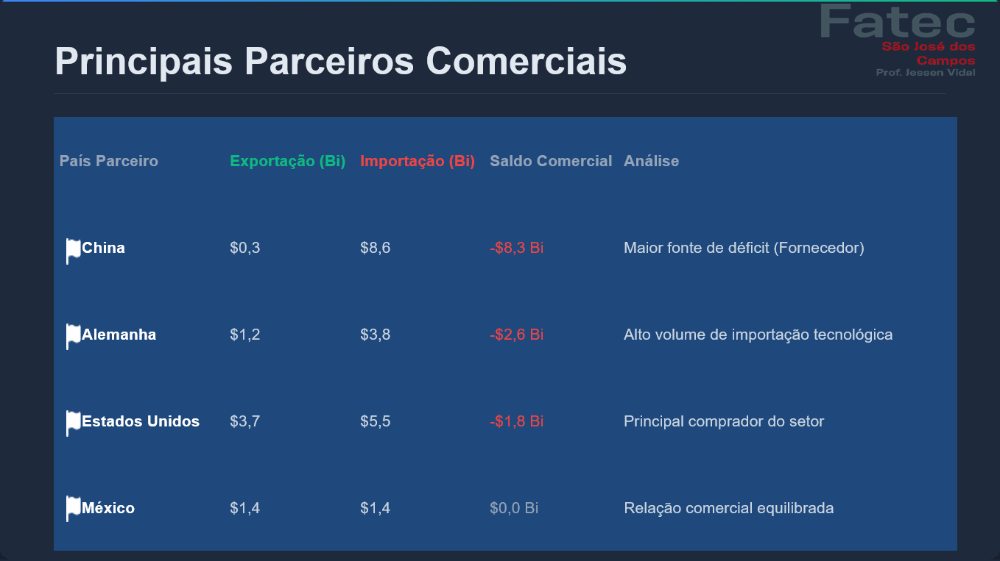 Fatec
São José dos
Campos
Prof. Jessen Vidal
Principais Parceiros Comerciais
País Parceiro Exportação (Bi) Importação (Bi) Saldo Comercial Análise
China $0,3 $8,6 -$8,3 Bi Maior fonte de déficit (Fornecedor)
Alemanha $1,2 $3,8 -$2,6 Bi Alto volume de importação tecnológica
Estados Unidos $3,7 $5,5 -$1,8 Bi Principal comprador do setor
México $1,4 $1,4 $0,0 Bi Relação comercial equilibrada